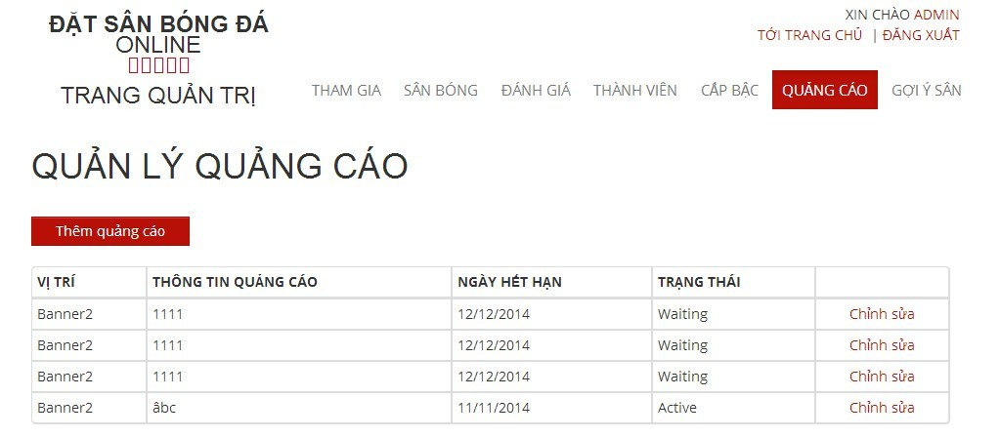 ĐẶT SÂN BÓNG ĐÁ
ONLINE
TRANG QUẢN TRỊ
XIN CHÀO ADMIN
TỚI TRANG CHỦ | ĐĂNG XUẤT
THAM GIA SÂN BÓNG ĐÁNH GIÁ THÀNH VIÊN CẤP BẬC QUẢNG CÁO GỢI Ý SÂN
QUẢN LÝ QUẢNG CÁO
Thêm quảng cáo
VỊ TRÍ THÔNG TIN QUẢNG CÁO NGÀY HẾT HẠN TRẠNG THÁI
Banner2 1111 12/12/2014 Waiting Chỉnh sửa
Banner2 1111 12/12/2014 Waiting Chỉnh sửa
Banner2 1111 12/12/2014 Waiting Chỉnh sửa
Banner2 âbc 11/11/2014 Active Chỉnh sửa